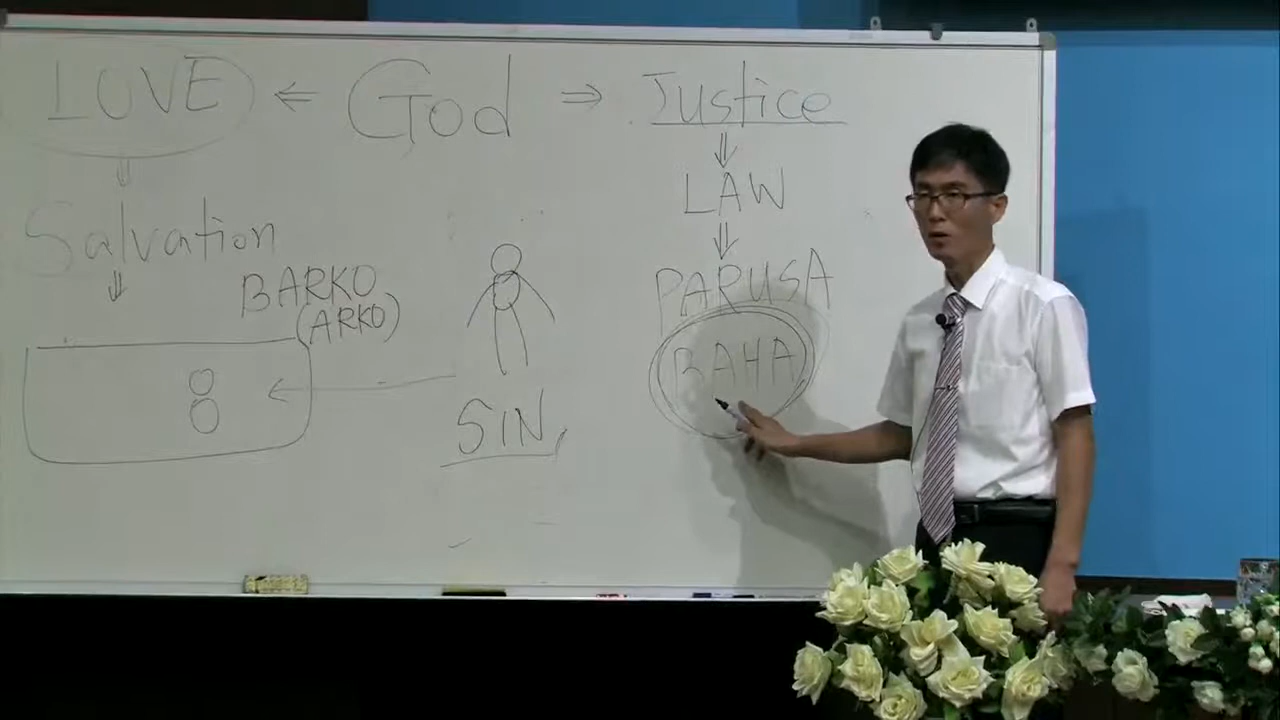 LOVE ⇐ God ⇒ Justice
LAW
Salvation
PARUSA
BARKO
(ARKO)
BAHA
SIN